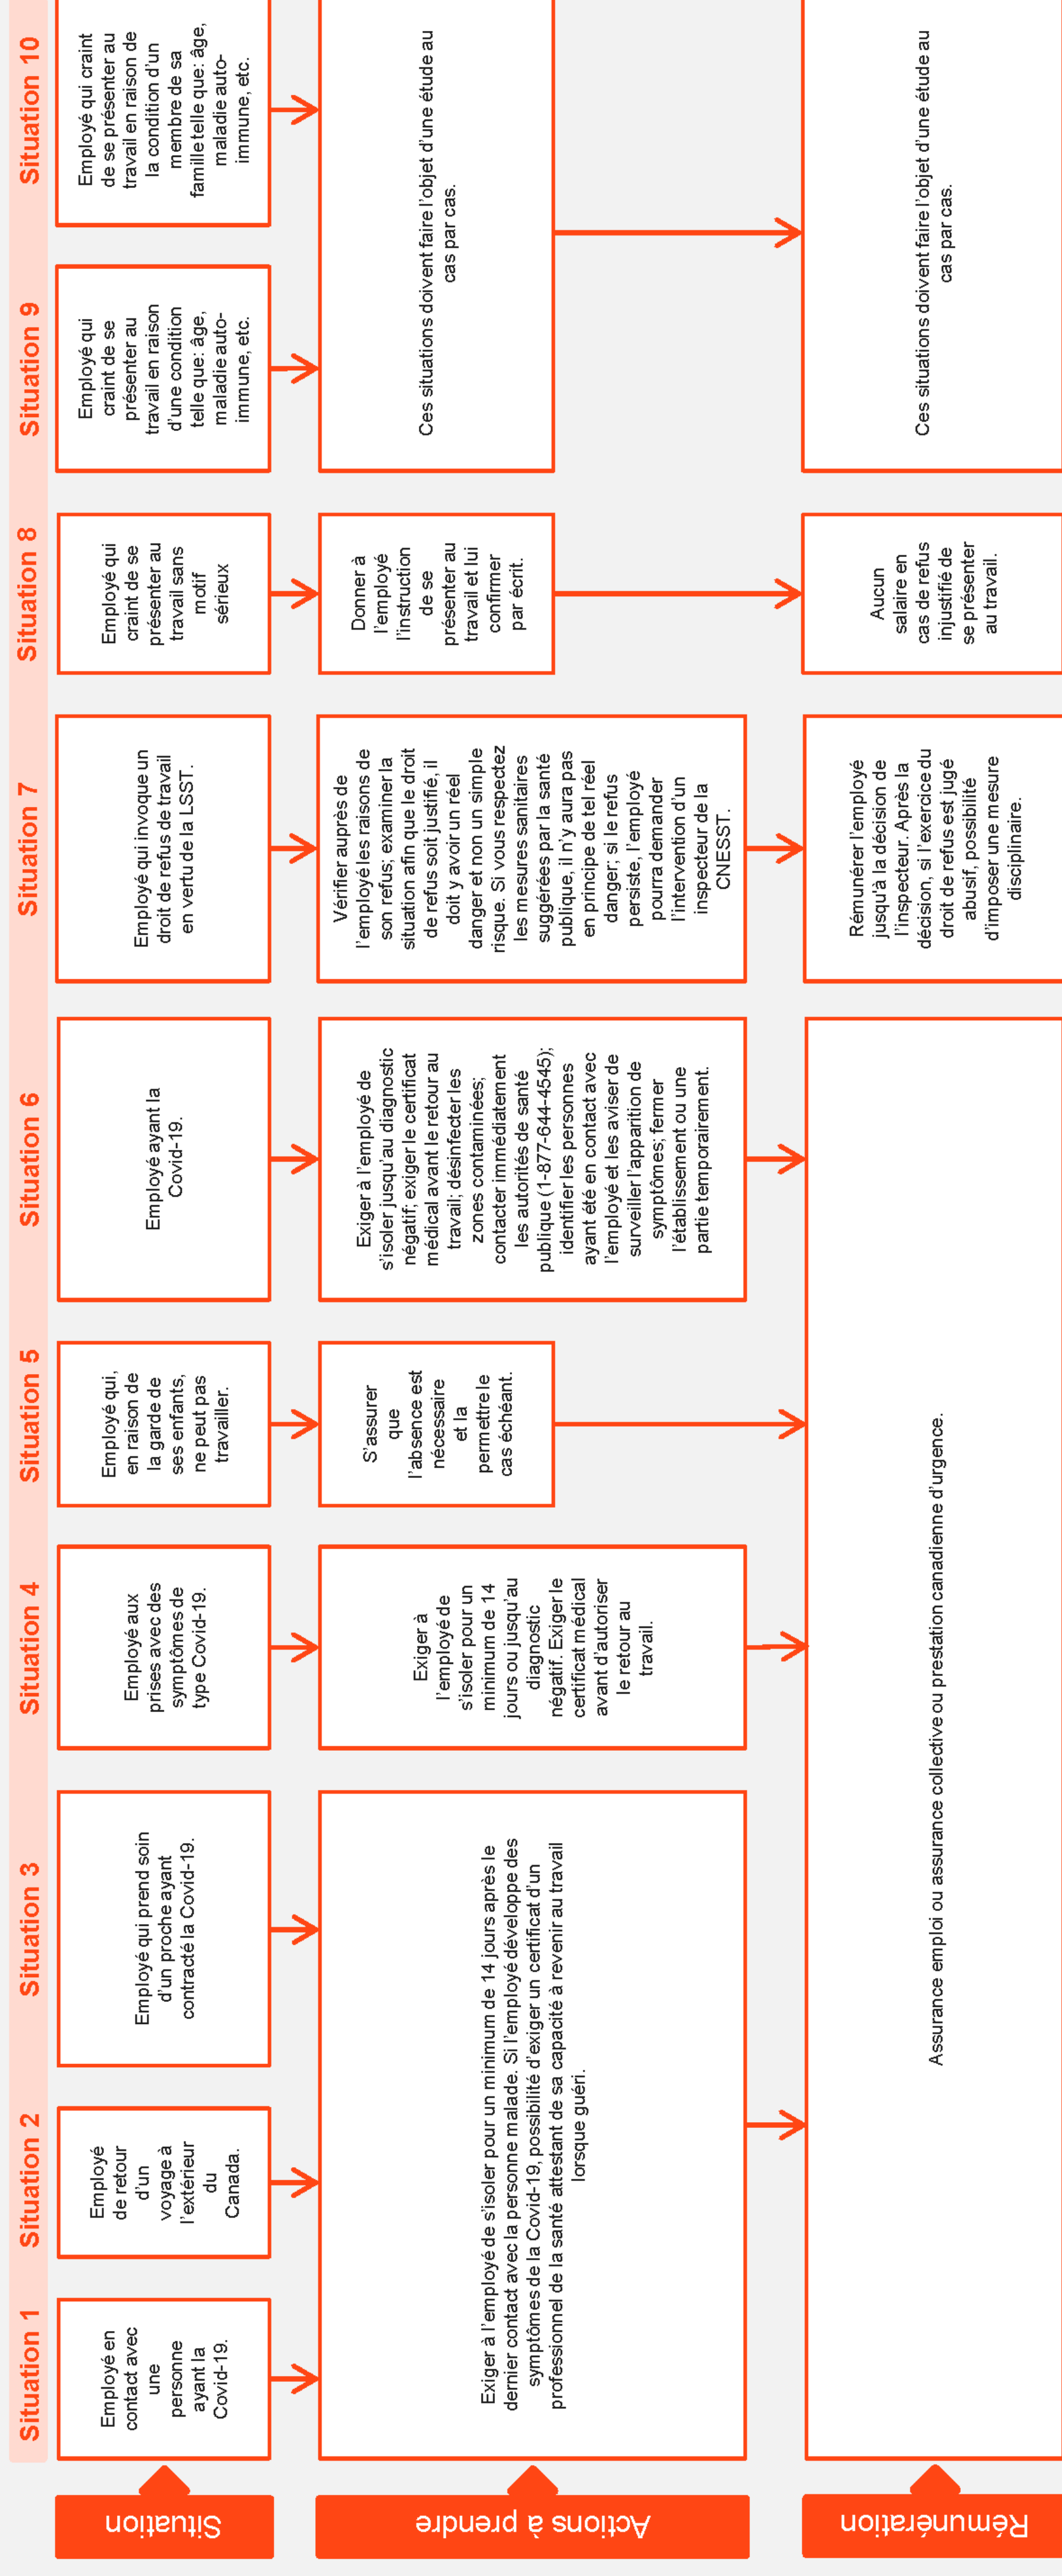 Situation 1
Situation 2
Situation 3
Situation 4
Situation 5
Situation 6
Situation 7
Situation 8
Situation 9
Situation 10
Situation
Employé en
contact avec
une
personne
ayant la
Covid-19.
Employé
de retour
d'un
voyage à
l'extérieur
du
Canada.
Employé qui prend soin
d'un proche ayant
contracté la Covid-19.
Employé aux
prises avec des
symptômes de
type Covid-19.
Employé qui,
en raison de
la garde de
ses enfants,
ne peut pas
travailler.
Employé ayant la
Covid-19.
Employé qui invoque un
droit de refus de travail
en vertu de la LSST.
Employé qui
craint de se
présenter au
travail sans
motif
sérieux
Employé qui
craint de se
présenter au
travail en raison
d'une condition
telle que: âge,
maladie auto-
immune, etc.
Employé qui craint
de se présenter au
travail en raison de
la condition d'un
membre de sa
famille telle que: âge,
maladie auto-
immune, etc.
Actions à prendre
Exiger à l'employé de s'isoler pour un minimum de 14 jours après le
dernier contact avec la personne malade. Si l'employé développe des
symptômes de la Covid-19, possibilité d'exiger un certificat d'un
professionnel de la santé attestant de sa capacité à revenir au travail
lorsque guéri.
Exiger à
l'employé de
s'isoler pour un
minimum de 14
jours ou jusqu'au
diagnostic
négatif. Exiger le
certificat médical
avant d'autoriser
le retour au
travail.
S'assurer
que
l'absence est
nécessaire
et la
permettre le
cas échéant.
Exiger à l'employé de
s'isoler jusqu'au diagnostic
négatif; exiger le certificat
médical avant le retour au
travail; désinfecter les
zones contaminées;
contacter immédiatement
les autorités de santé
publique (1-877-644-4545);
identifier les personnes
ayant été en contact avec
l'employé et les aviser de
surveiller l'apparition de
symptômes; fermer
l'établissement ou une
partie temporairement.
Vérifier auprès de
l'employé les raisons de
son refus; examiner la
situation afin que le droit
de refus soit justifié, il
doit y avoir un réel
danger et non un simple
risque. Si vous respectez
les mesures sanitaires
suggérées par la santé
publique, il n'y aura pas
en principe de tel réel
danger; si le refus
persiste, l'employé
pourra demander
l'intervention d'un
inspecteur de la
CNESST.
Donner à
l'employé
l'instruction
de se
présenter au
travail et lui
confirmer
par écrit.
Ces situations doivent faire l'objet d'une étude au
cas par cas.
Rémunération
Assurance emploi ou assurance collective ou prestation canadienne d'urgence.
Rémunérer l'employé
jusqu'à la décision de
l'inspecteur. Après la
décision, si l'exercice du
droit de refus est jugé
abusif, possibilité
d'imposer une mesure
disciplinaire.
Aucun
salaire en
cas de refus
injustifié de
se présenter
au travail.
Ces situations doivent faire l'objet d'une étude au
cas par cas.